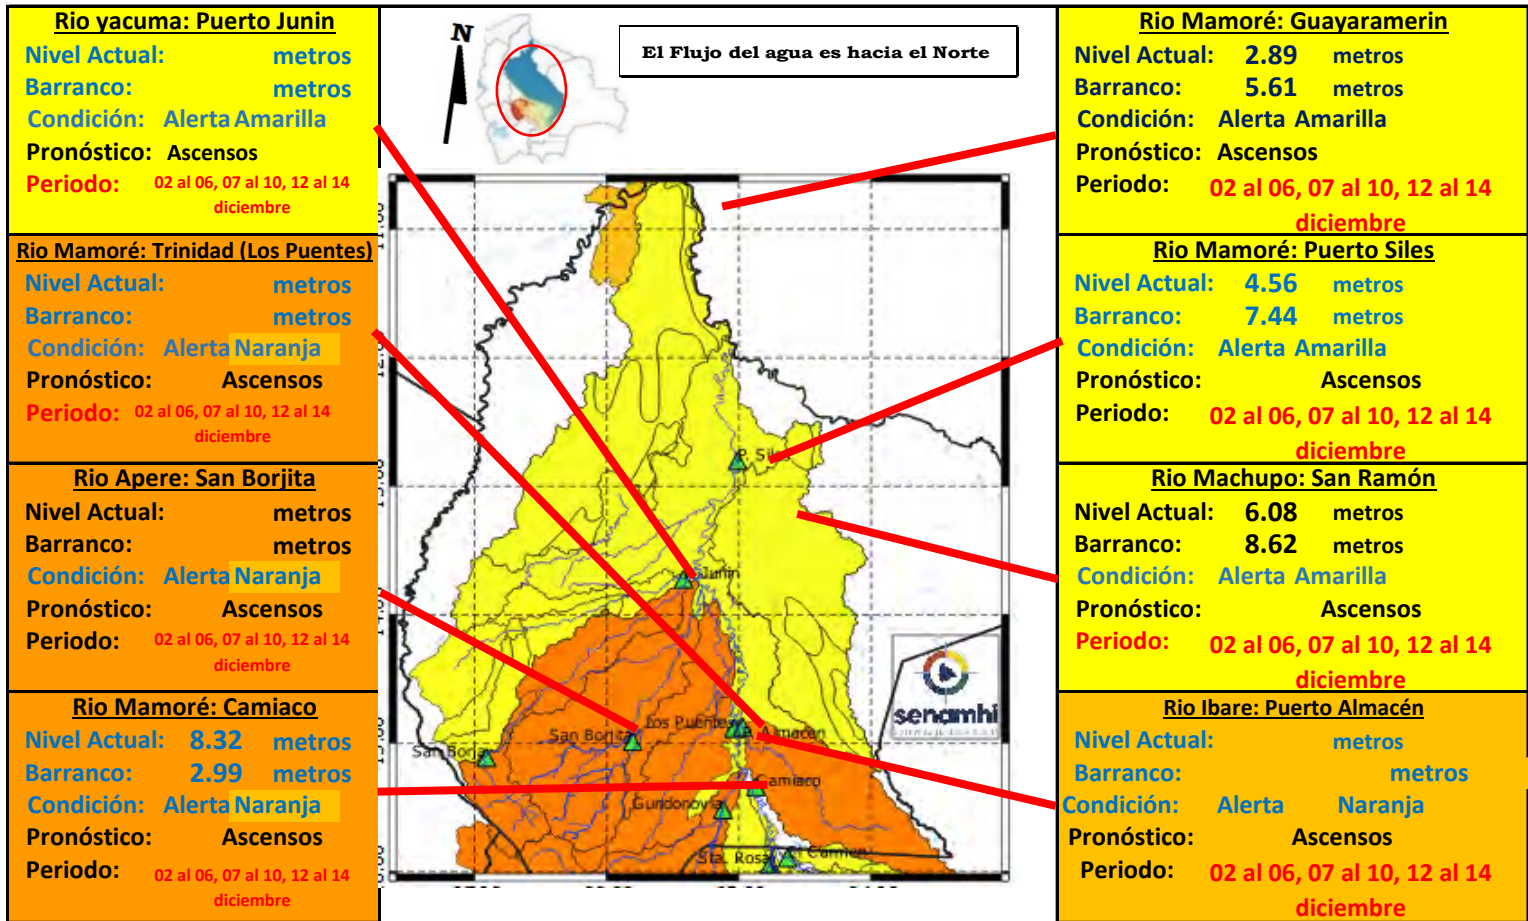 Rio yacuma: Puerto Junin
Nivel Actual: metros
Barranco: metros
Condición: Alerta Amarilla
Pronóstico: Ascensos
Periodo: 02 al 06, 07 al 10, 12 al 14
diciembre
Rio Mamoré: Trinidad (Los Puentes)
Nivel Actual: metros
Barranco: metros
Condición: Alerta Naranja
Pronóstico: Ascensos
Periodo: 02 al 06, 07 al 10, 12 al 14
diciembre
Rio Apere: San Borjita
Nivel Actual: metros
Barranco: metros
Condición: Alerta Naranja
Pronóstico: Ascensos
Periodo: 02 al 06, 07 al 10, 12 al 14
diciembre
Rio Mamoré: Camiaco
Nivel Actual: 8.32 metros
Barranco: 2.99 metros
Condición: Alerta Naranja
Pronóstico: Ascensos
Periodo: 02 al 06, 07 al 10, 12 al 14
diciembre
N
El Flujo del agua es hacia el Norte
P. Siles
Junin
Los Puentes
San Borjita
P. Almacen
San Borja
Camiaco
Gundonovia
Sta. Rosa
El Carmen
senamhi
Rio Mamoré: Guayaramerin
Nivel Actual: 2.89 metros
Barranco: 5.61 metros
Condición: Alerta Amarilla
Pronóstico: Ascensos
Periodo: 02 al 06, 07 al 10, 12 al 14
diciembre
Rio Mamoré: Puerto Siles
Nivel Actual: 4.56 metros
Barranco: 7.44 metros
Condición: Alerta Amarilla
Pronóstico: Ascensos
Periodo: 02 al 06, 07 al 10, 12 al 14
diciembre
Rio Machupo: San Ramón
Nivel Actual: 6.08 metros
Barranco: 8.62 metros
Condición: Alerta Amarilla
Pronóstico: Ascensos
Periodo: 02 al 06, 07 al 10, 12 al 14
diciembre
Rio Ibare: Puerto Almacén
Nivel Actual: metros
Barranco: metros
Condición: Alerta Naranja
Pronóstico: Ascensos
Periodo: 02 al 06, 07 al 10, 12 al 14
diciembre